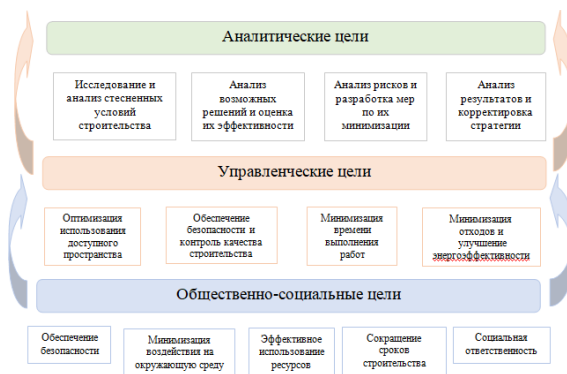 Аналитические цели
Исследование и
анализ стесненных
условий
строительства
Анализ
возможных
решений и оценка
их эффективности
Анализ рисков и
разработка мер
по их
минимизации
Анализ
результатов и
корректировка
стратегии
Управленческие цели
Оптимизация
использования
доступного
пространства
Обеспечение
безопасности и
контроль качества
строительства
Минимизация
времени
выполнения
работ
Минимизация
отходов и
улучшение
энергоэффективности
Общественно-социальные цели
Обеспечение
безопасности
Минимизация
воздействия на
окружающую среду
Эффективное
использование
ресурсов
Сокращение
сроков
строительства
Социальная
ответственность